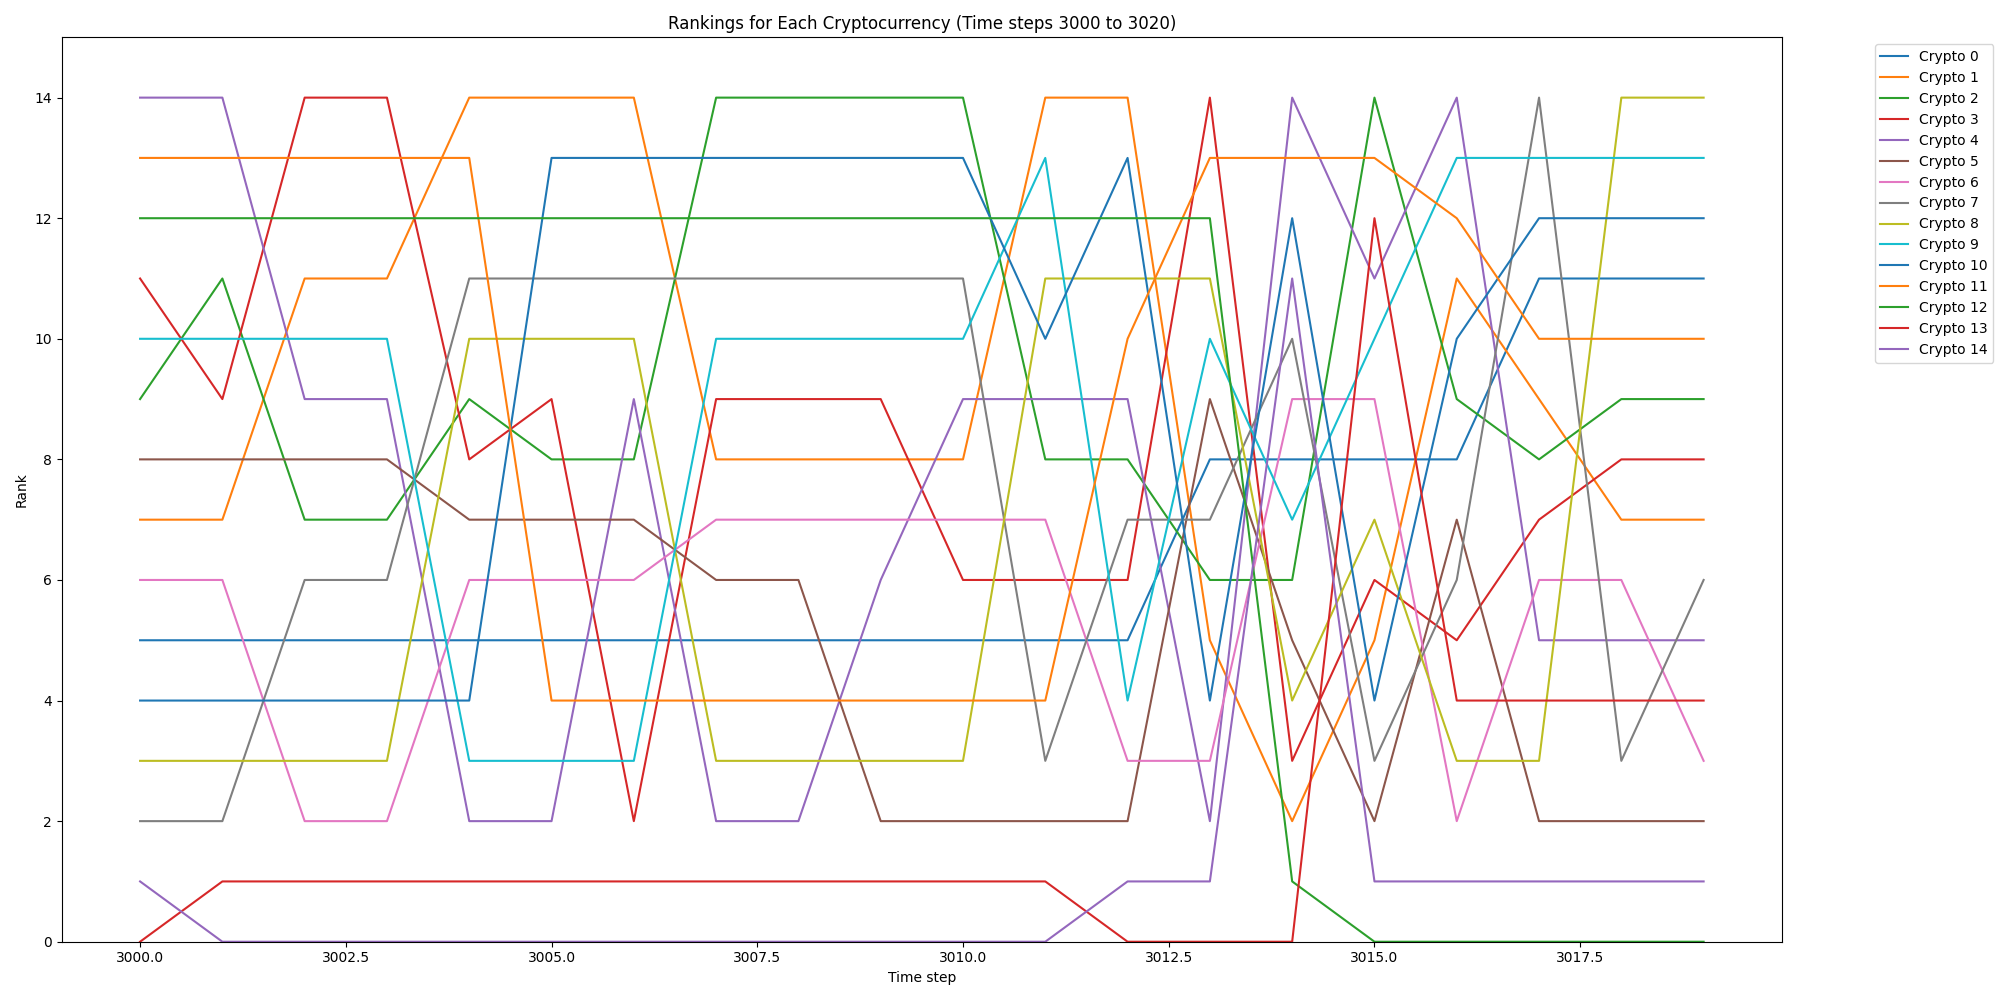 Rankings for Each Cryptocurrency (Time steps 3000 to 3020)
Rank
14
12
10
8
6
4
2
0
3000.0 3002.5 3005.0 3007.5 3010.0 3012.5 3015.0 3017.5
Time step
Crypto 0
Crypto 1
Crypto 2
Crypto 3
Crypto 4
Crypto 5
Crypto 6
Crypto 7
Crypto 8
Crypto 9
Crypto 10
Crypto 11
Crypto 12
Crypto 13
Crypto 14